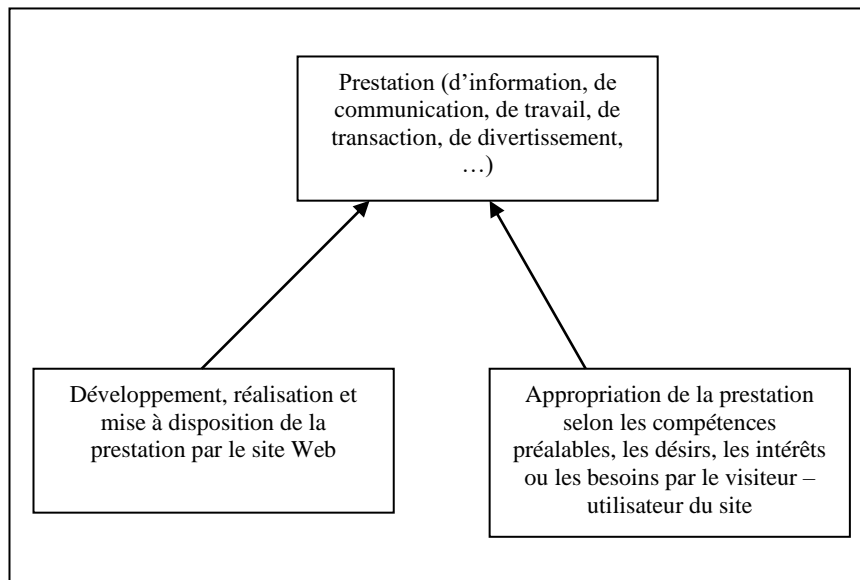 Prestation (d’information, de
communication, de travail, de
transaction, de divertissement,
…)
Développement, réalisation et
mise à disposition de la
prestation par le site Web
Appropriation de la prestation
selon les compétences
préalables, les désirs, les intérêts
ou les besoins par le visiteur –
utilisateur du site